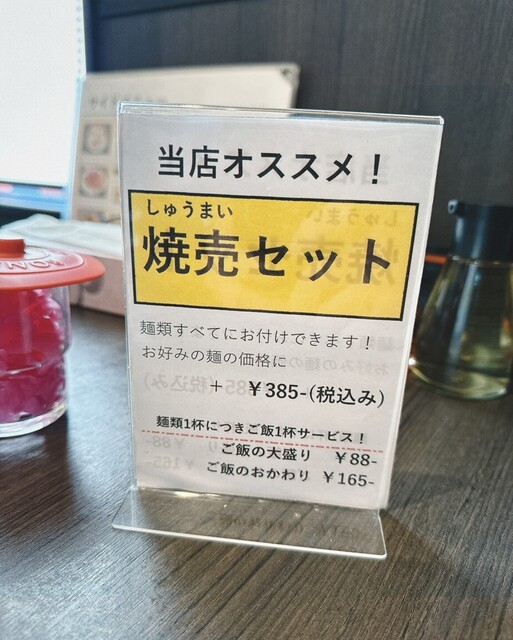 当店オススメ！
しゅうまい
焼売セット
麺類すべてにお付けできます！
お好みの麺の価格に
＋ ￥385-(税込み)
麺類1杯につきご飯1杯サービス！
ご飯の大盛り ￥88-
ご飯のおかわり ￥165-